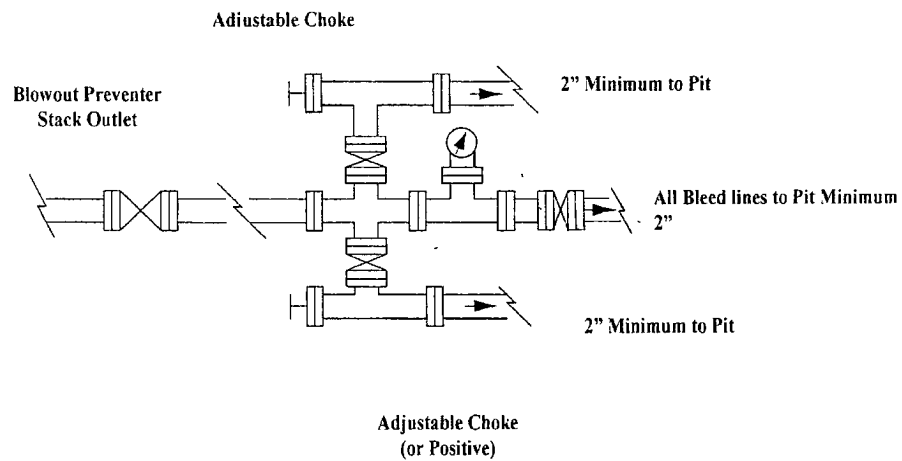 Adiustable Choke
2” Minimum to Pit
Blowout Preventer
Stack Outlet
All Bleed lines to Pit Minimum
2”
2” Minimum to Pit
Adjustable Choke
(or Positive)